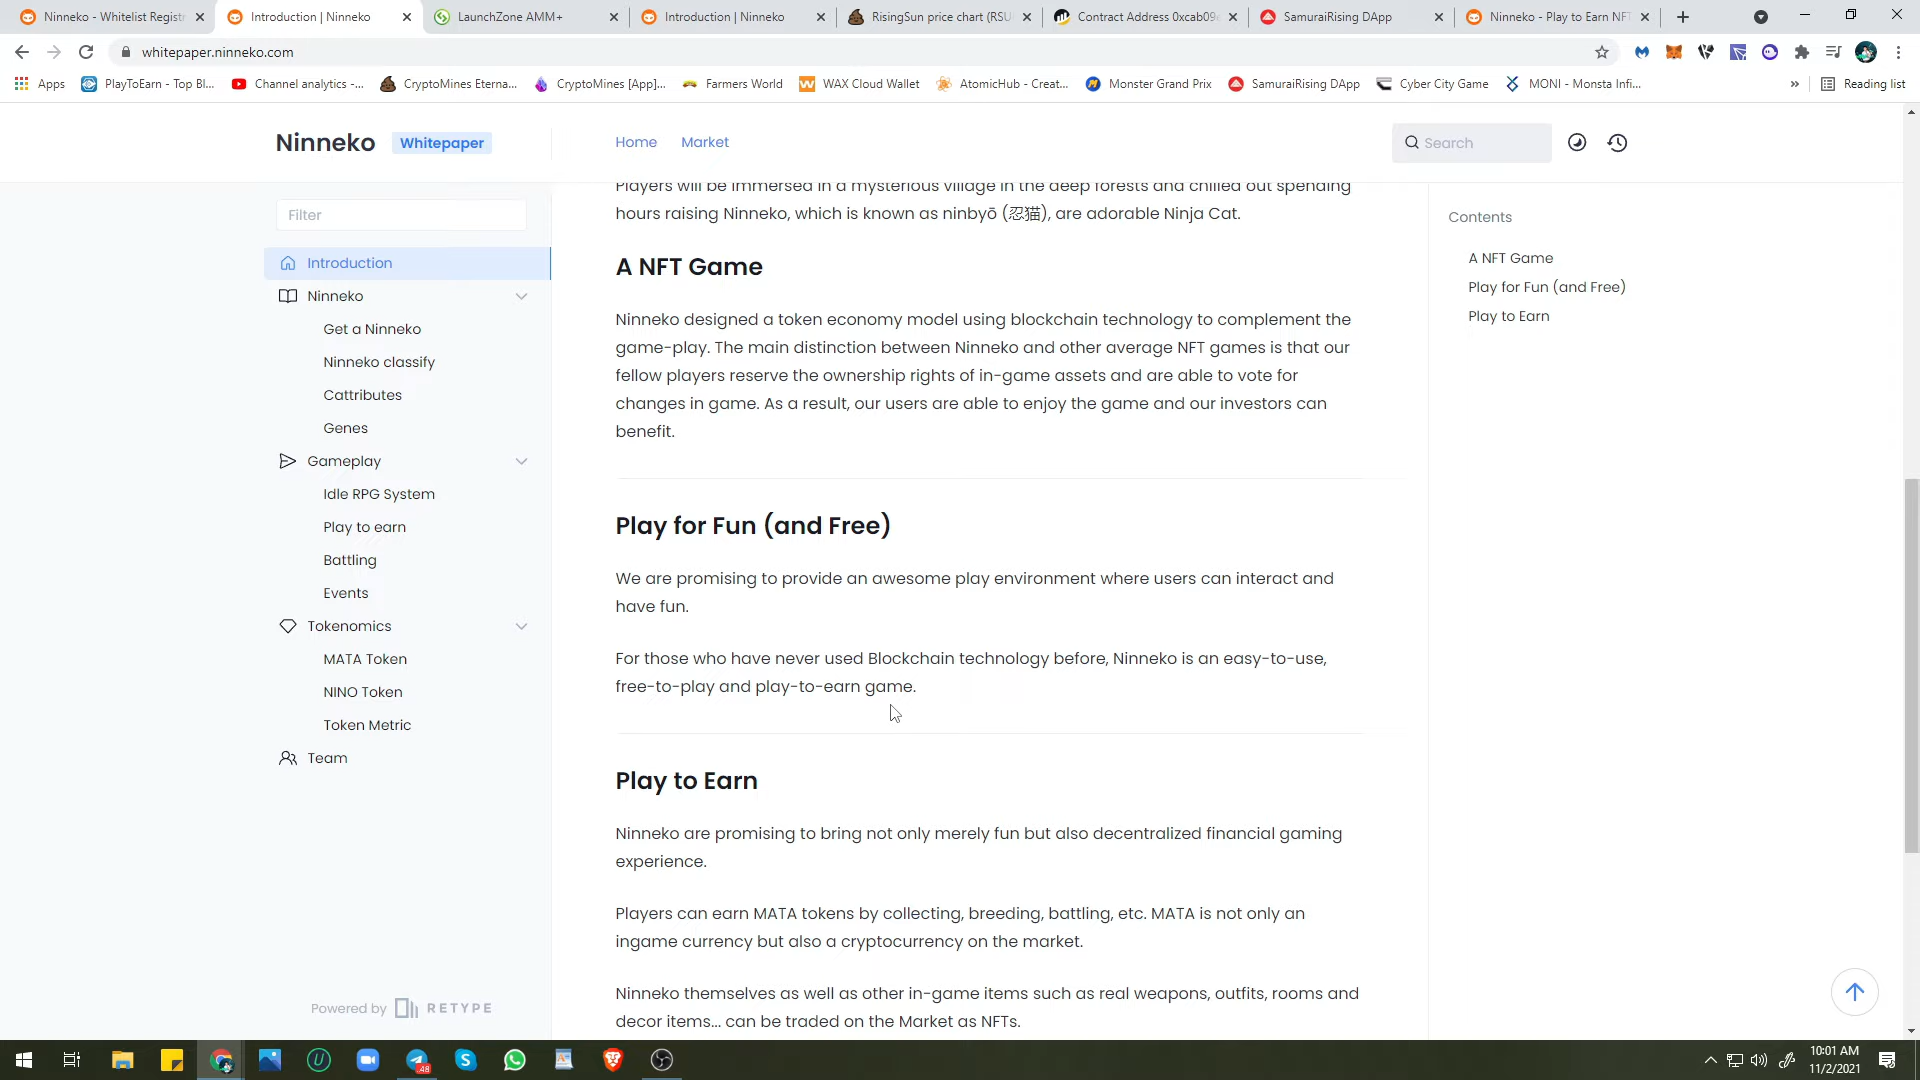 Ninneko - Whitelist Registr
Introduction | Ninneko
LaunchZone AMM+
Introduction | Ninneko
RisingSun price chart (RSU
Contract Address 0xcab09
SamuraiRising DApp
Ninneko - Play to Earn NFT
whitepaper.ninneko.com
Apps
PlayToEarn - Top Bl...
Channel analytics -...
CryptoMines Eterna...
CryptoMines [App]...
Farmers World
WAX Cloud Wallet
AtomicHub - Creat...
Monster Grand Prix
SamuraiRising DApp
Cyber City Game
MONI - Monsta Infi...
»
Reading list
Ninneko Whitepaper
Home
Market
Search
Filter
Introduction
Ninneko
Get a Ninneko
Ninneko classify
Cattributes
Genes
Gameplay
Idle RPG System
Play to earn
Battling
Events
Tokenomics
MATA Token
NINO Token
Token Metric
Team
Powered by RETYPE
Players will be immersed in a mysterious village in the deep forests and chilled out spending
hours raising Ninneko, which is known as ninbyō (忍猫), are adorable Ninja Cat.
A NFT Game
Ninneko designed a token economy model using blockchain technology to complement the
game-play. The main distinction between Ninneko and other average NFT games is that our
fellow players reserve the ownership rights of in-game assets and are able to vote for
changes in game. As a result, our users are able to enjoy the game and our investors can
benefit.
Play for Fun (and Free)
We are promising to provide an awesome play environment where users can interact and
have fun.
For those who have never used Blockchain technology before, Ninneko is an easy-to-use,
free-to-play and play-to-earn game.
Play to Earn
Ninneko are promising to bring not only merely fun but also decentralized financial gaming
experience.
Players can earn MATA tokens by collecting, breeding, battling, etc. MATA is not only an
ingame currency but also a cryptocurrency on the market.
Ninneko themselves as well as other in-game items such as real weapons, outfits, rooms and
decor items... can be traded on the Market as NFTs.
Contents
A NFT Game
Play for Fun (and Free)
Play to Earn
48
10:01 AM
11/2/2021